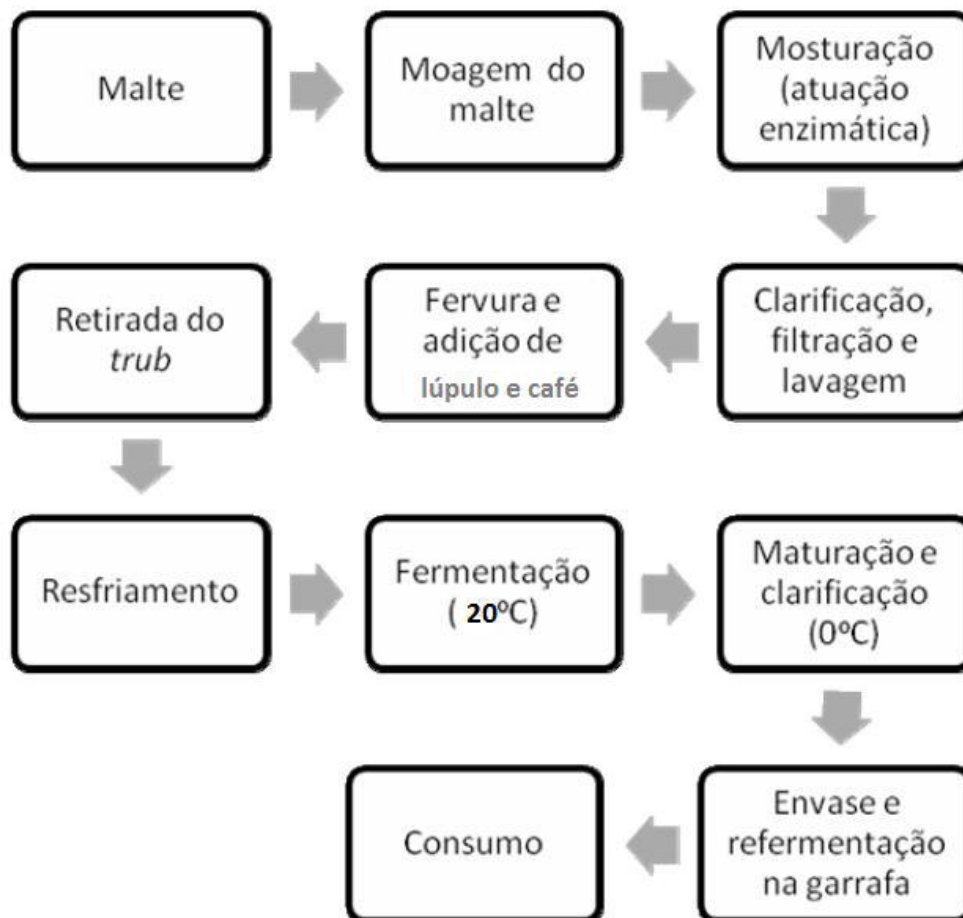 Malte
Moagem do
malte
Mosturação
(atuação
enzimática)
Clarificação,
filtração e
lavagem
Fervura e
adição de
lúpulo e café
Retirada do
trub
Resfriamento
Fermentação
( 20ºC)
Maturação e
clarificação
(0ºC)
Envase e
refermentação
na garrafa
Consumo